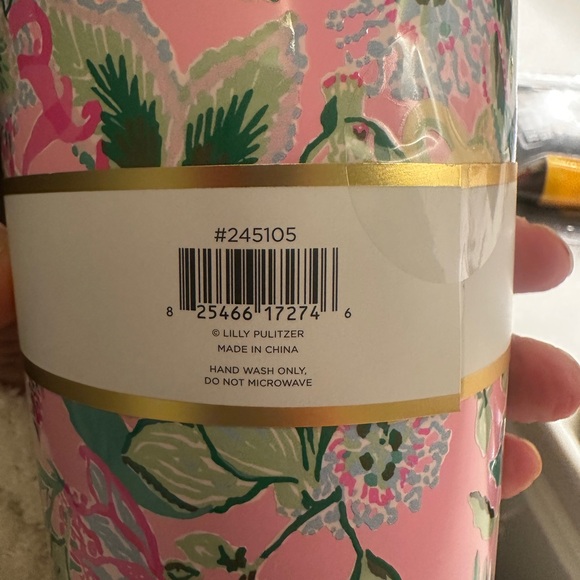 #245105
8 25466 17274 6
© LILLY PULITZER
MADE IN CHINA
HAND WASH ONLY,
DO NOT MICROWAVE